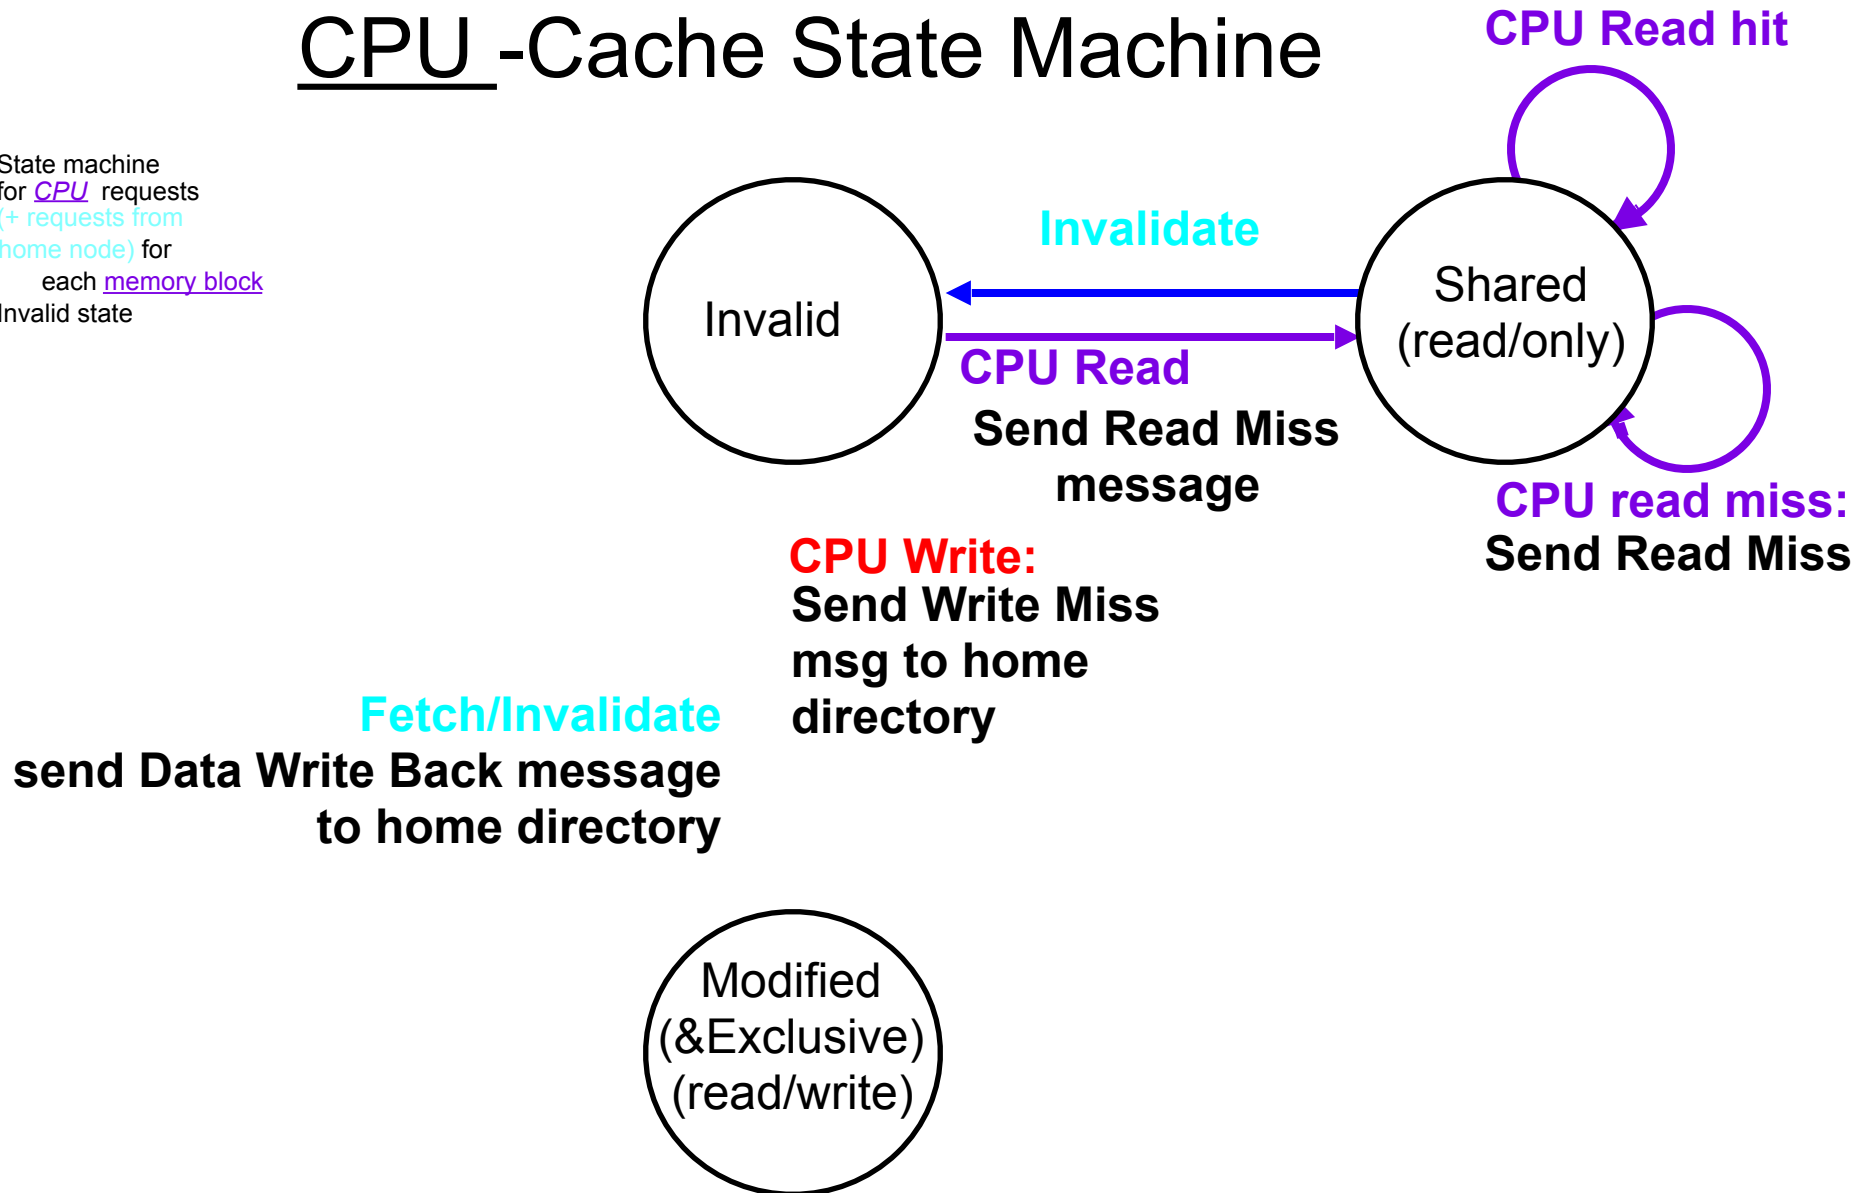 CPU -Cache State Machine
CPU Read hit
State machine
for CPU requests
(+ requests from
home node) for
each memory block
Invalid state
Invalidate
Invalid
Shared
(read/only)
CPU Read
Send Read Miss
message
CPU read miss:
Send Read Miss
CPU Write:
Send Write Miss
msg to home
directory
Fetch/Invalidate
send Data Write Back message
to home directory
Modified
(&Exclusive)
(read/write)